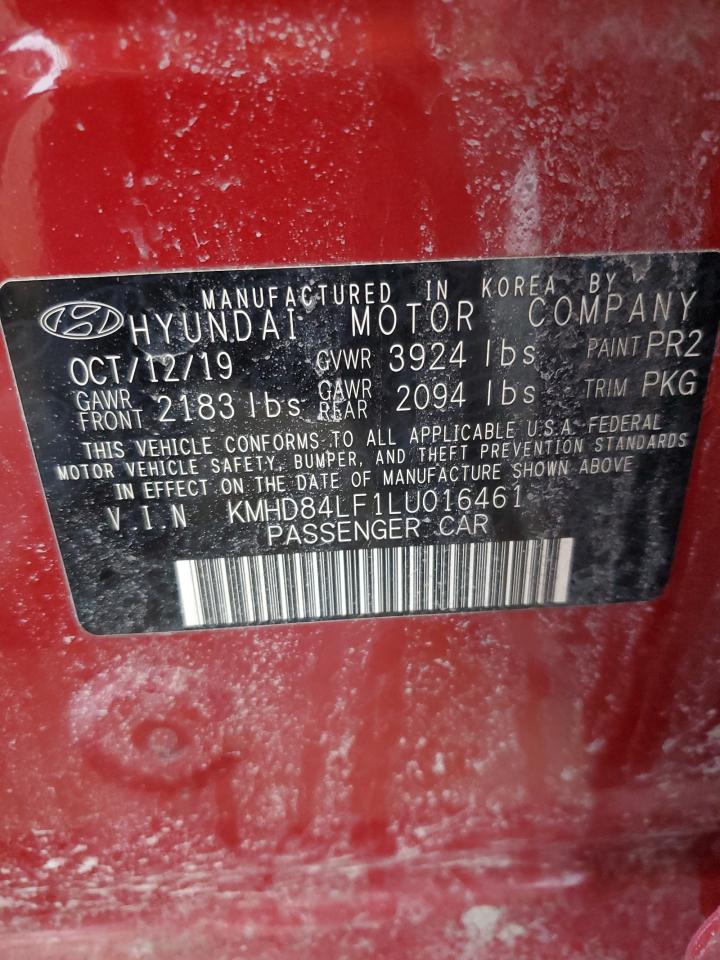 MANUFACTURED IN KOREA BY
HYUNDAI MOTOR COMPANY
OCT/12/19 GVWR 3924 lbs PAINT PR2
GAWR FRONT 2183 lbs GAWR REAR 2094 lbs TRIM PKG
THIS VEHICLE CONFORMS TO ALL APPLICABLE U.S.A. FEDERAL
MOTOR VEHICLE SAFETY, BUMPER, AND THEFT PREVENTION STANDARDS
IN EFFECT ON THE DATE OF MANUFACTURE SHOWN ABOVE
V.I.N KMHD84LF1LU016461
PASSENGER CAR